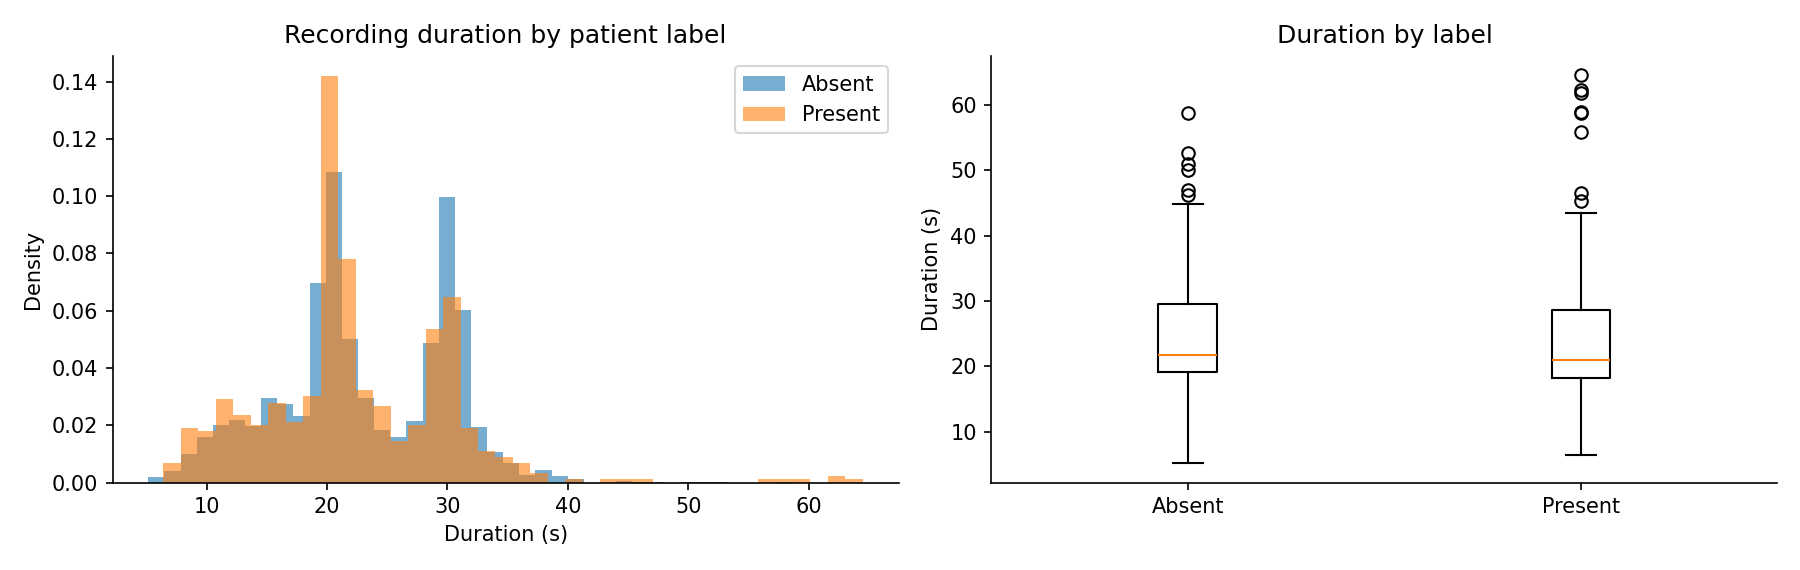 Recording duration by patient label
Density
0.14
0.12
0.10
0.08
0.06
0.04
0.02
0.00
10
20
30
40
50
60
Duration (s)
Absent
Present
Duration by label
Duration (s)
60
50
40
30
20
10
Absent
Present